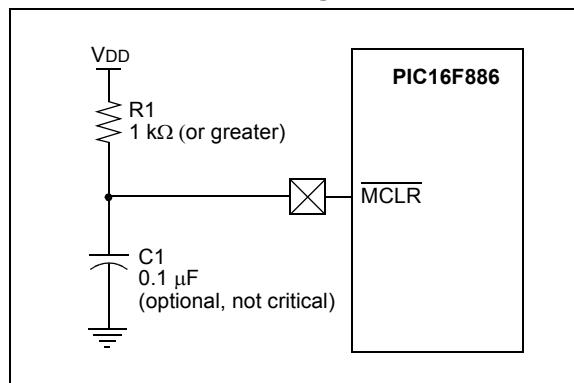 VDD
PIC16F886
R1
1 kΩ (or greater)
MCLR
C1
0.1 μF
(optional, not critical)